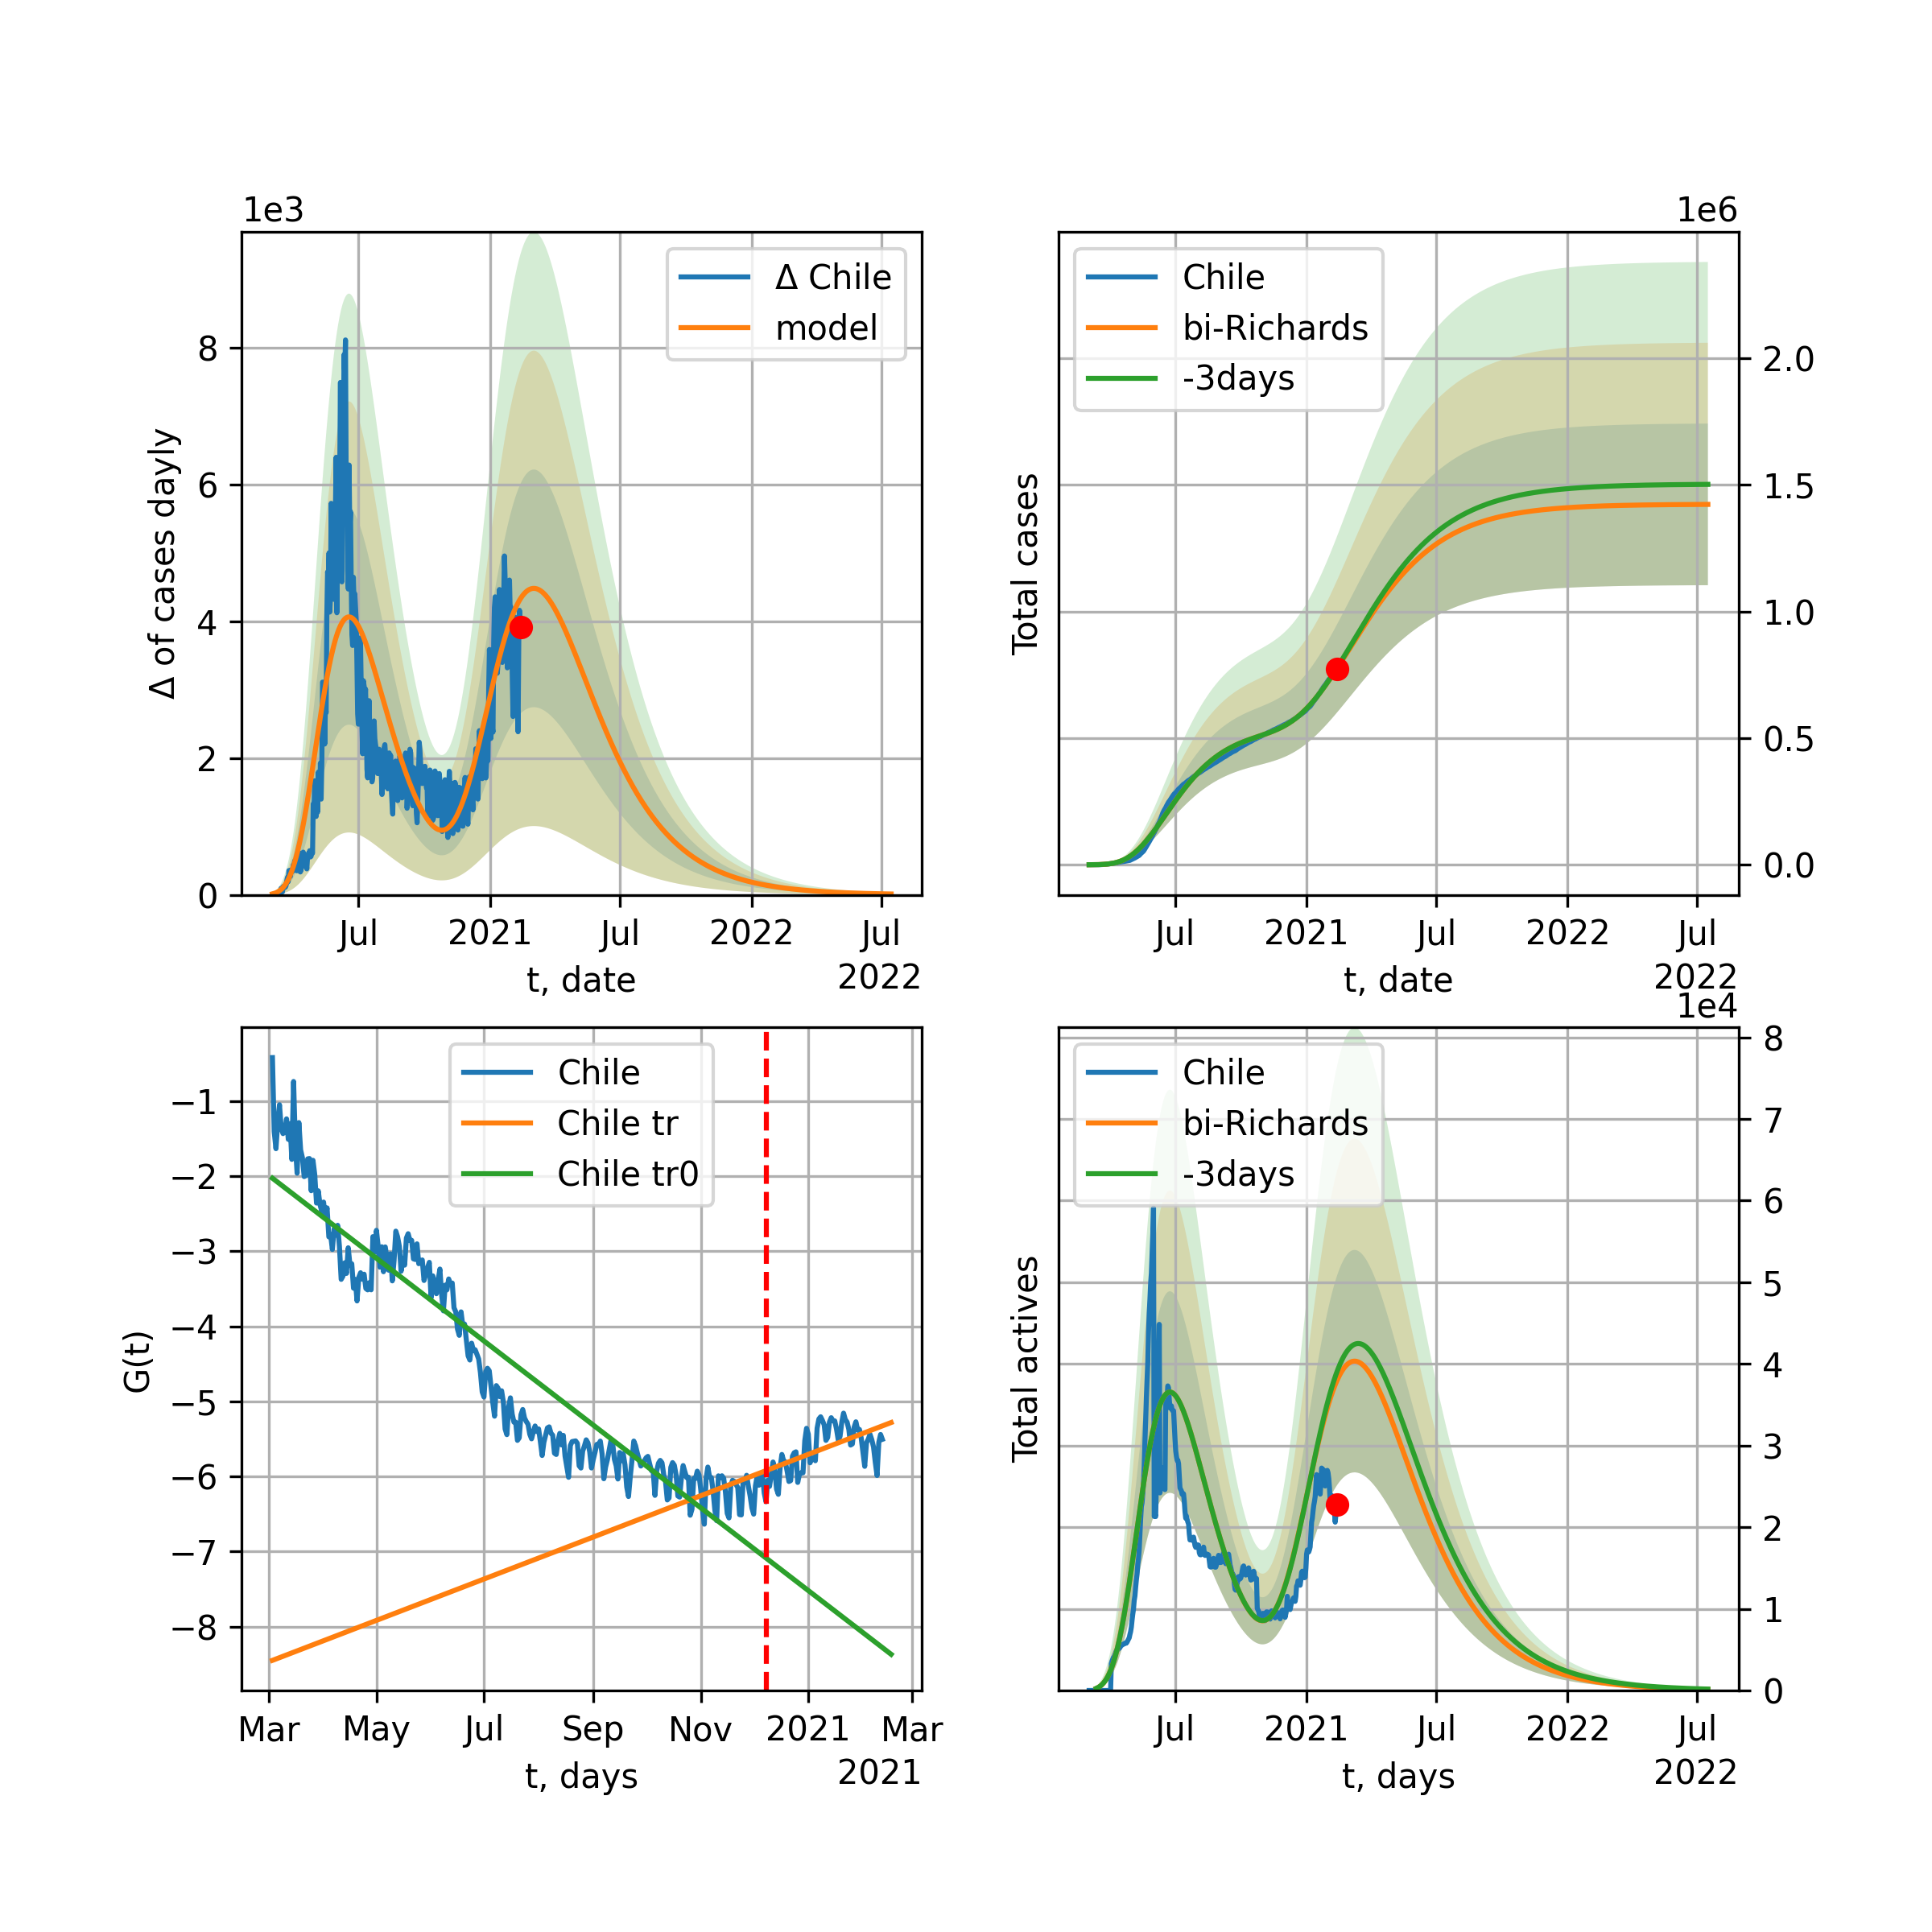 1e3
Δ Chile
model
8
6
4
2
0
Δ of cases dayly
Jul
2021
Jul
2022
Jul
2022
t, date
1e6
Chile
bi-Richards
-3days
2.0
1.5
1.0
0.5
0.0
Total cases
Jul
2021
Jul
2022
Jul
2022
t, date
Chile
Chile tr
Chile tr0
−1
−2
−3
−4
−5
−6
−7
−8
G(t)
Mar
May
Jul
Sep
Nov
2021
Mar
2021
t, days
1e4
Chile
bi-Richards
-3days
8
7
6
5
4
3
2
1
0
Total actives
Jul
2021
Jul
2022
Jul
2022
t, days